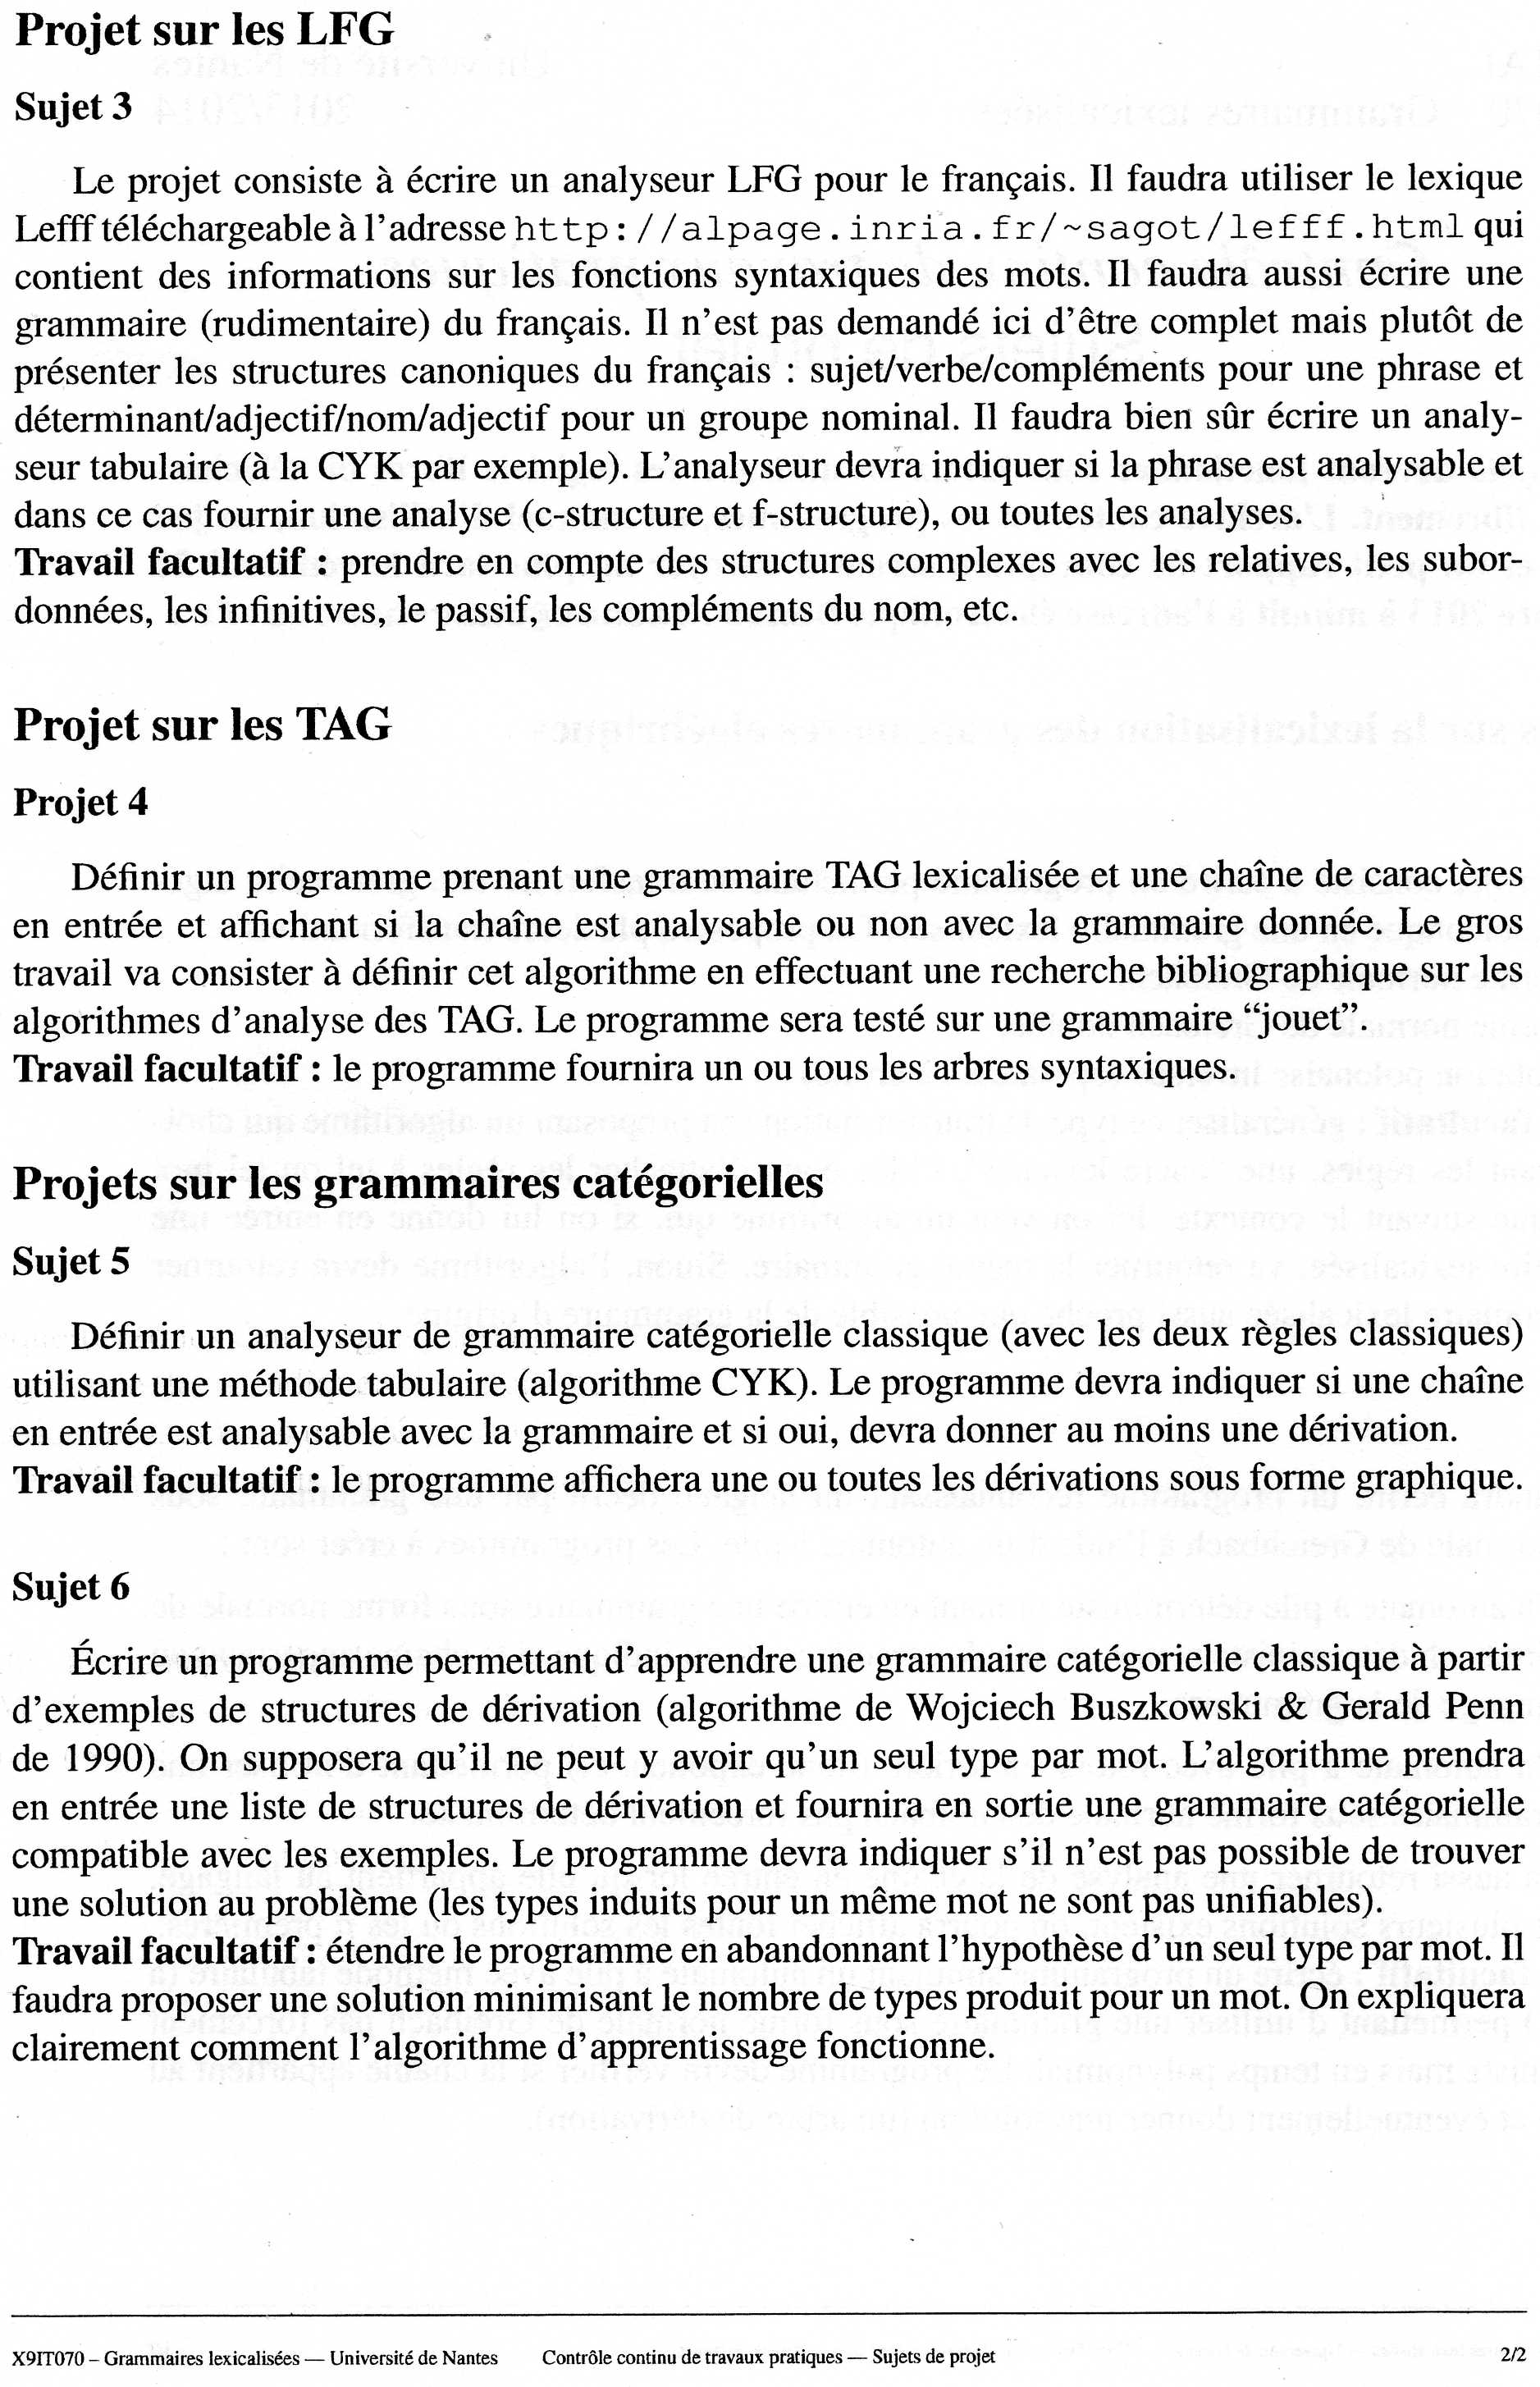 Projet sur les LFG
Sujet 3
Le projet consiste à écrire un analyseur LFG pour le français. Il faudra utiliser le lexique
Lefff téléchargeable à l'adresse http://alpage.inria.fr/~sagot/lefff.html qui
contient des informations sur les fonctions syntaxiques des mots. Il faudra aussi écrire une
grammaire (rudimentaire) du français. Il n'est pas demandé ici d'être complet mais plutôt de
présenter les structures canoniques du français : sujet/verbe/compléments pour une phrase et
déterminant/adjectif/nom/adjectif pour un groupe nominal. Il faudra bien sûr écrire un analy-
seur tabulaire (à la CYK par exemple). L'analyseur devra indiquer si la phrase est analysable et
dans ce cas fournir une analyse (c-structure et f-structure), ou toutes les analyses.
Travail facultatif : prendre en compte des structures complexes avec les relatives, les subor-
données, les infinitives, le passif, les compléments du nom, etc.
Projet sur les TAG
Projet 4
Définir un programme prenant une grammaire TAG lexicalisée et une chaîne de caractères
en entrée et affichant si la chaîne est analysable ou non avec la grammaire donnée. Le gros
travail va consister à définir cet algorithme en effectuant une recherche bibliographique sur les
algorithmes d'analyse des TAG. Le programme sera testé sur une grammaire “jouet”.
Travail facultatif : le programme fournira un ou tous les arbres syntaxiques.
Projets sur les grammaires catégorielles
Sujet 5
Définir un analyseur de grammaire catégorielle classique (avec les deux règles classiques)
utilisant une méthode tabulaire (algorithme CYK). Le programme devra indiquer si une chaîne
en entrée est analysable avec la grammaire et si oui, devra donner au moins une dérivation.
Travail facultatif : le programme affichera une ou toutes les dérivations sous forme graphique.
Sujet 6
Écrire un programme permettant d'apprendre une grammaire catégorielle classique à partir
d'exemples de structures de dérivation (algorithme de Wojciech Buszkowski & Gerald Penn
de 1990). On supposera qu'il ne peut y avoir qu'un seul type par mot. L'algorithme prendra
en entrée une liste de structures de dérivation et fournira en sortie une grammaire catégorielle
compatible avec les exemples. Le programme devra indiquer s'il n'est pas possible de trouver
une solution au problème (les types induits pour un même mot ne sont pas unifiables).
Travail facultatif : étendre le programme en abandonnant l'hypothèse d'un seul type par mot. Il
faudra proposer une solution minimisant le nombre de types produit pour un mot. On expliquera
clairement comment l'algorithme d'apprentissage fonctionne.
X9IT070 – Grammaires lexicalisées — Université de Nantes Contrôle continu de travaux pratiques — Sujets de projet 2/2